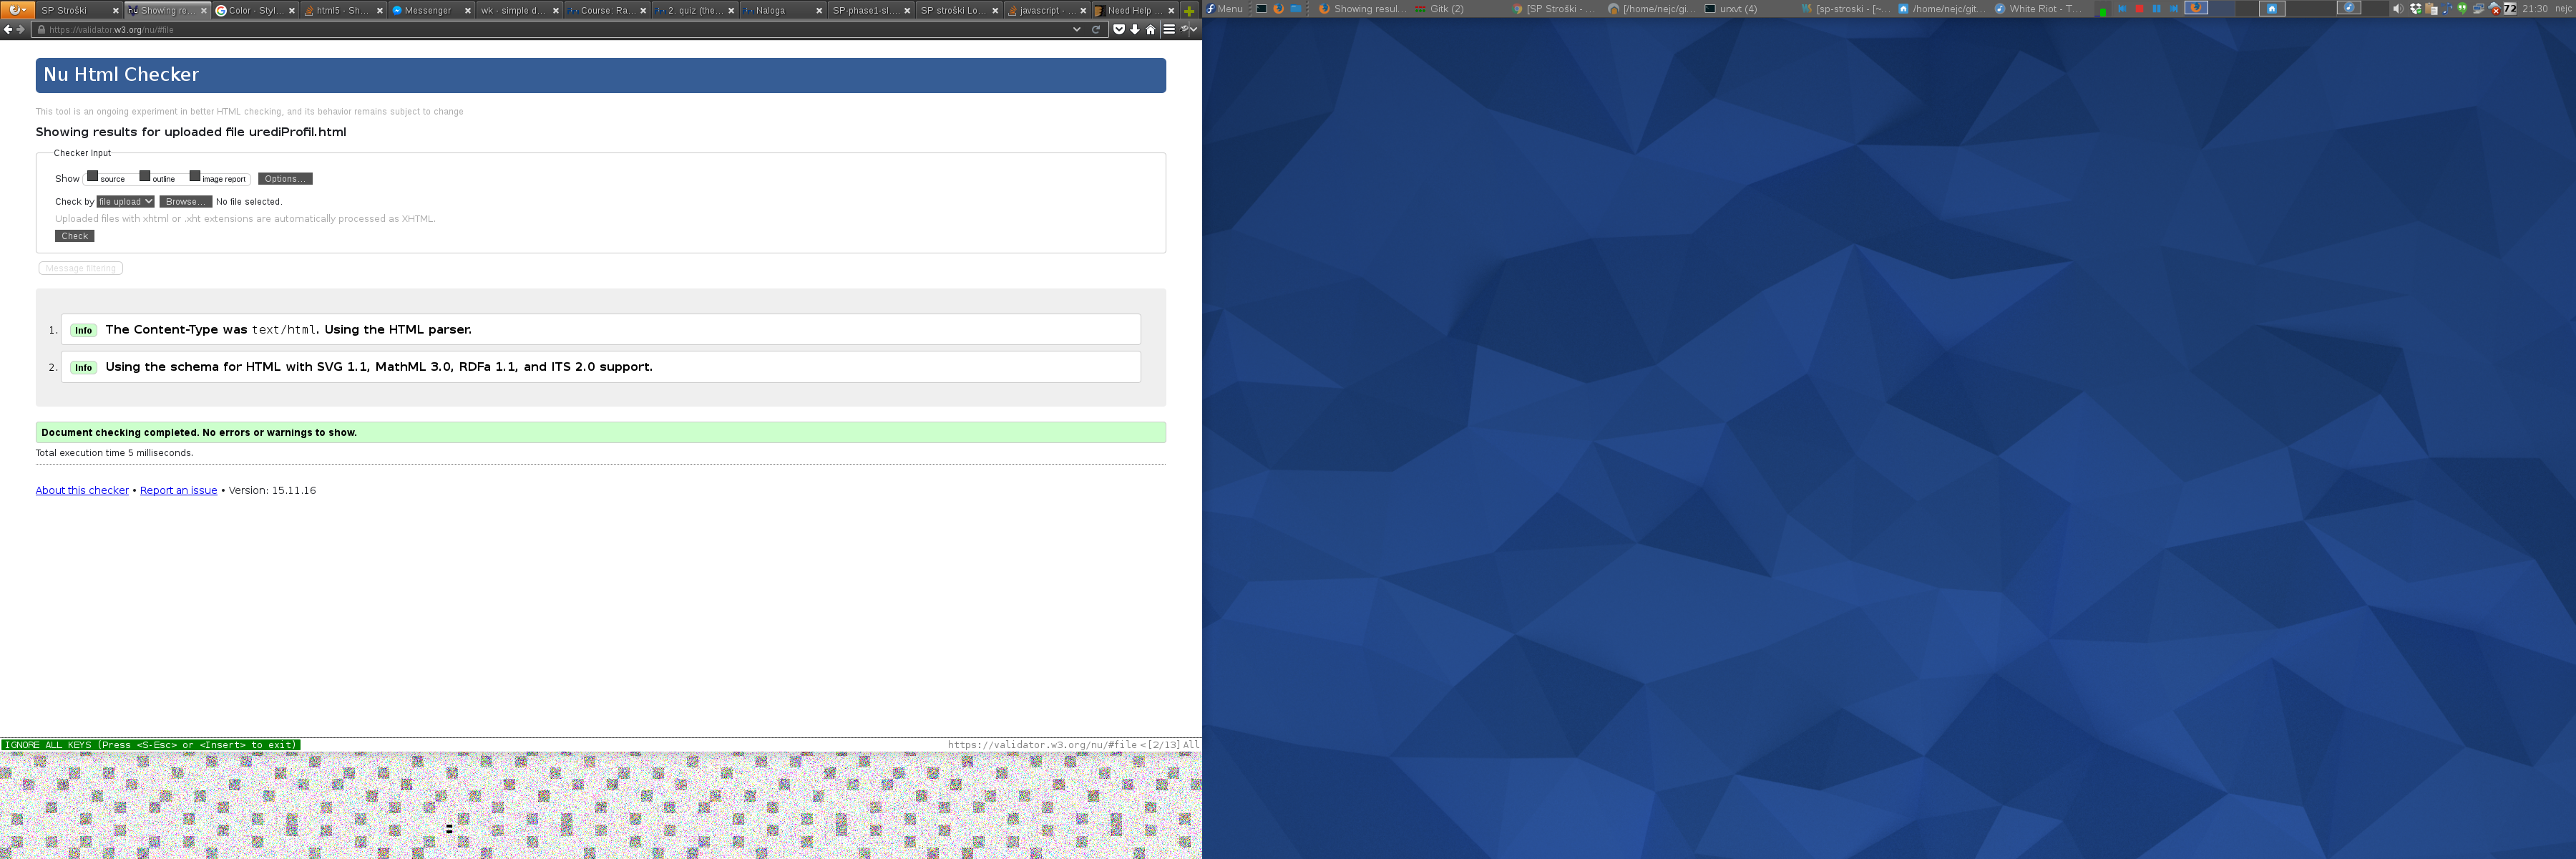 SP Stroški
Showing re...
Color - Styl...
html5 - Sh...
Messenger
wk - simple d...
Course: Ra...
2. quiz (the...
Naloga
SP-phase1-sl....
SP stroški Lo...
javascript - ...
Need Help ...
Menu
Showing resul...
Gitk (2)
[SP Stroški - ...
[/home/nejc/gi...
urxvt (4)
[sp-stroski - [~...
/home/nejc/git...
White Riot - T...
72
21:30
nejc
https://validator.w3.org/nu/#file
Nu Html Checker
This tool is an ongoing experiment in better HTML checking, and its behavior remains subject to change
Showing results for uploaded file urediProfil.html
Checker Input
Show source outline image report Options...
Check by file upload Browse... No file selected.
Uploaded files with .xhtml or .xht extensions are automatically processed as XHTML.
Check
Message filtering
1. Info The Content-Type was text/html. Using the HTML parser.
2. Info Using the schema for HTML with SVG 1.1, MathML 3.0, RDFa 1.1, and ITS 2.0 support.
Document checking completed. No errors or warnings to show.
Total execution time 5 milliseconds.
About this checker • Report an issue • Version: 15.11.16
IGNORE ALL KEYS (Press <S-Esc> or <Insert> to exit)
https://validator.w3.org/nu/#file <[2/13] All